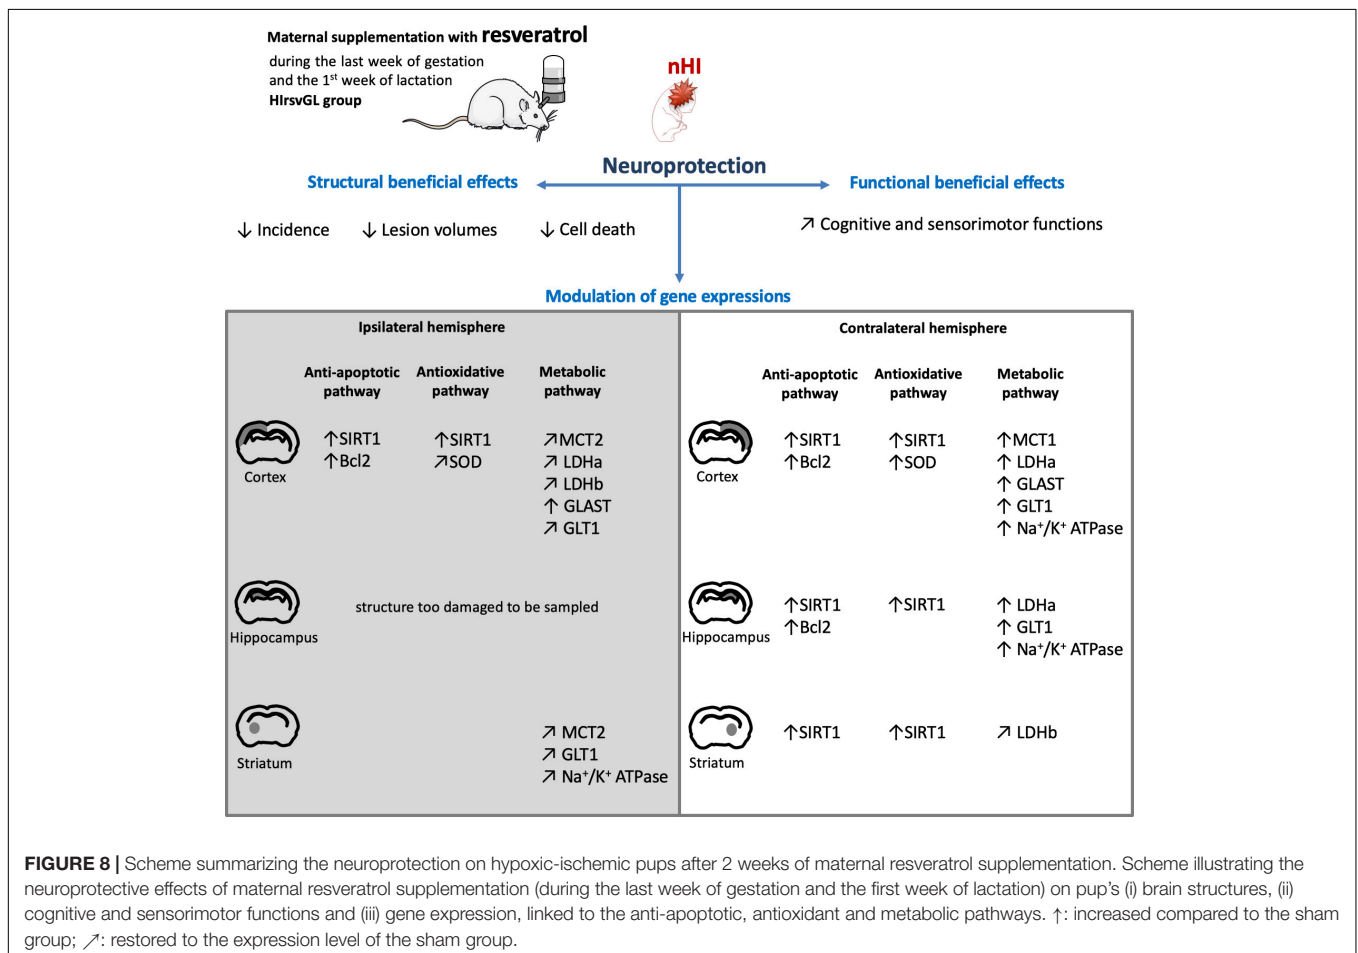 Maternal supplementation with resveratrol
during the last week of gestation
and the 1st week of lactation
HIrsvGL group
nHI
Neuroprotection
Structural beneficial effects
Functional beneficial effects
↓ Incidence ↓ Lesion volumes ↓ Cell death
↗ Cognitive and sensorimotor functions
Modulation of gene expressions
Ipsilateral hemisphere
Anti-apoptotic pathway
Antioxidative pathway
Metabolic pathway
Cortex
↑SIRT1
↑Bcl2
↑SIRT1
↗SOD
↗MCT2
↗ LDHa
↗ LDHb
↑ GLAST
↗ GLT1
Hippocampus
structure too damaged to be sampled
Striatum
↗ MCT2
↗ GLT1
↗ Na⁺/K⁺ ATPase
Contralateral hemisphere
Anti-apoptotic pathway
Antioxidative pathway
Metabolic pathway
Cortex
↑SIRT1
↑Bcl2
↑SIRT1
↑SOD
↑MCT1
↑ LDHa
↑ GLAST
↑ GLT1
↑ Na⁺/K⁺ ATPase
Hippocampus
↑SIRT1
↑Bcl2
↑SIRT1
↑ LDHa
↑ GLT1
↑ Na⁺/K⁺ ATPase
Striatum
↑SIRT1
↑SIRT1
↗ LDHb
FIGURE 8 | Scheme summarizing the neuroprotection on hypoxic-ischemic pups after 2 weeks of maternal resveratrol supplementation. Scheme illustrating the
neuroprotective effects of maternal resveratrol supplementation (during the last week of gestation and the first week of lactation) on pup's (i) brain structures, (ii)
cognitive and sensorimotor functions and (iii) gene expression, linked to the anti-apoptotic, antioxidant and metabolic pathways. ↑: increased compared to the sham
group; ↗: restored to the expression level of the sham group.